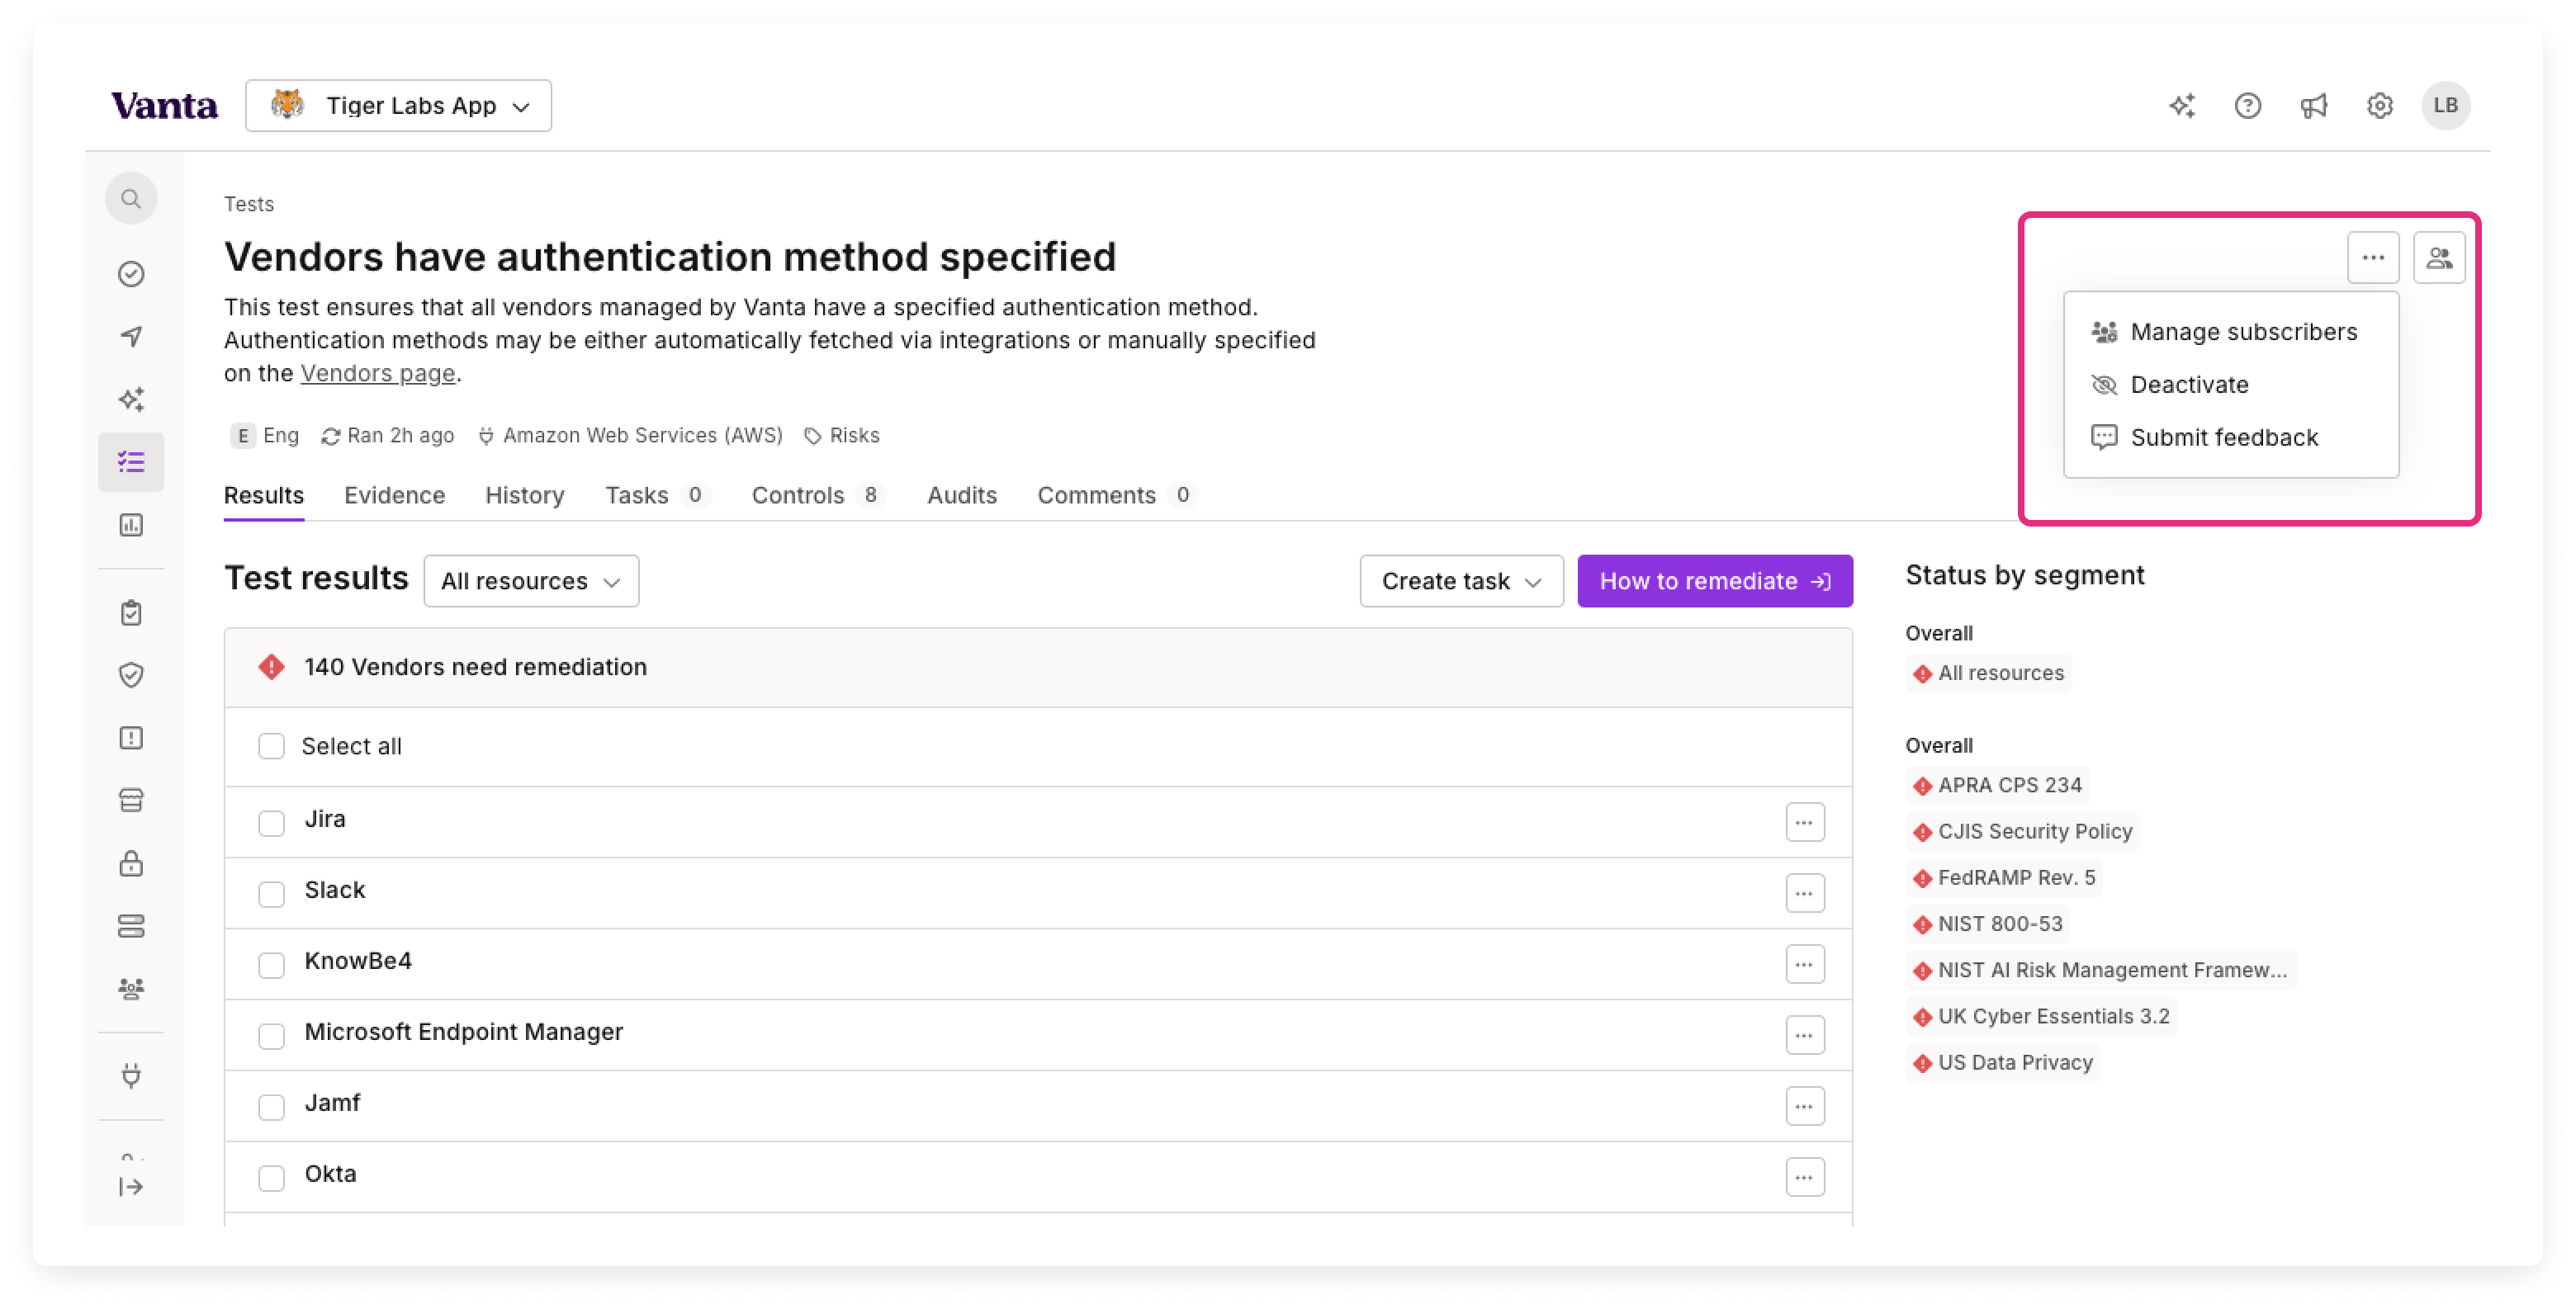 Vanta
Tiger Labs App
LB
Tests
Vendors have authentication method specified
This test ensures that all vendors managed by Vanta have a specified authentication method.
Authentication methods may be either automatically fetched via integrations or manually specified
on the Vendors page.
E Eng Ran 2h ago Amazon Web Services (AWS) Risks
Manage subscribers
Deactivate
Submit feedback
Results Evidence History Tasks 0 Controls 8 Audits Comments 0
Test results All resources Create task How to remediate
140 Vendors need remediation
Select all
Jira
Slack
KnowBe4
Microsoft Endpoint Manager
Jamf
Okta
Status by segment
Overall
All resources
Overall
APRA CPS 234
CJIS Security Policy
FedRAMP Rev. 5
NIST 800-53
NIST AI Risk Management Framew...
UK Cyber Essentials 3.2
US Data Privacy